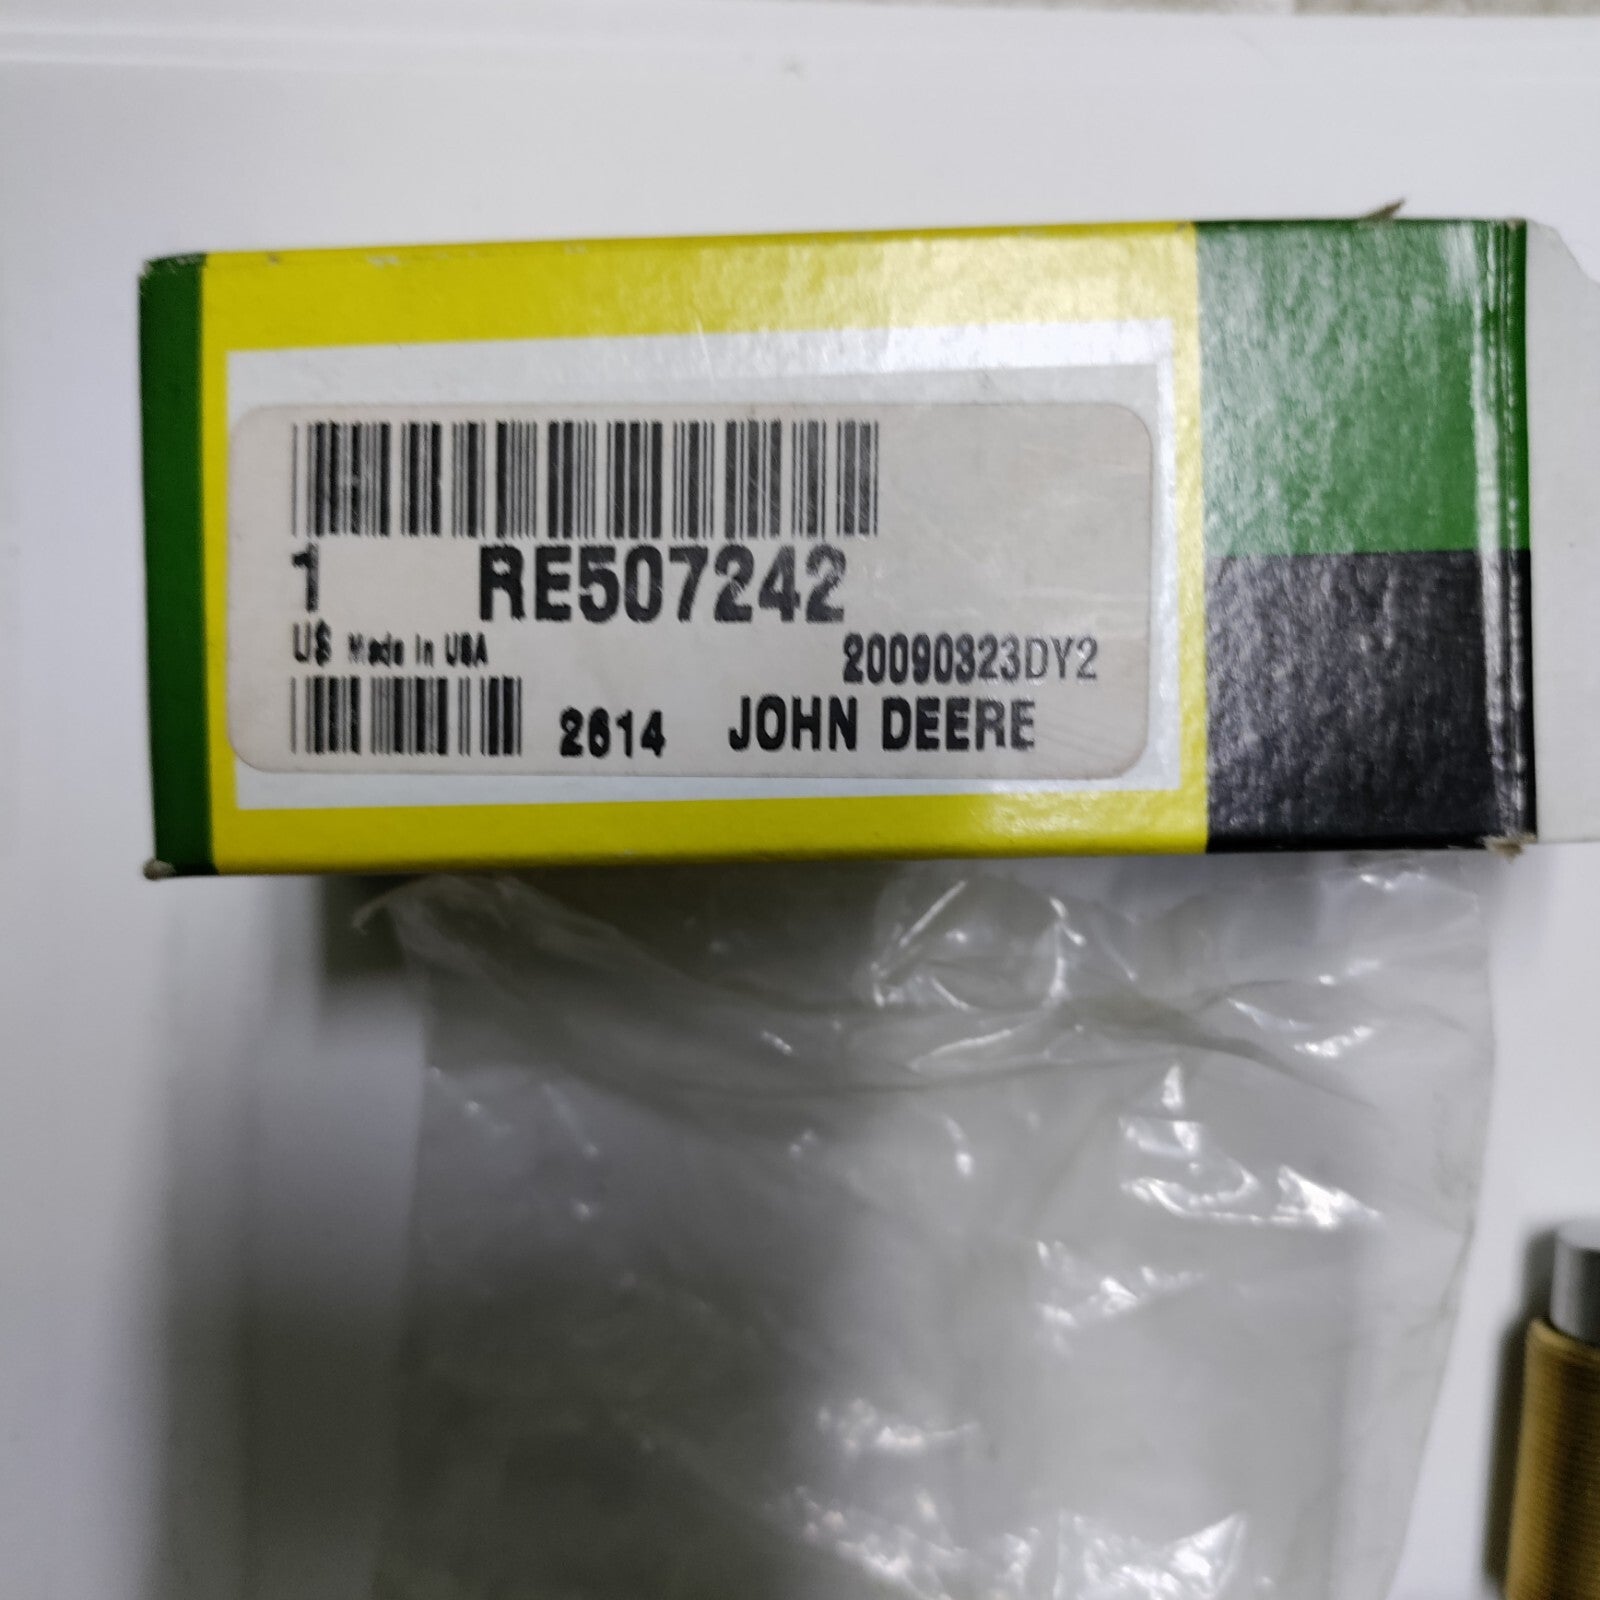 1 RE507242
US Made in USA 20090323DY2
2614 JOHN DEERE